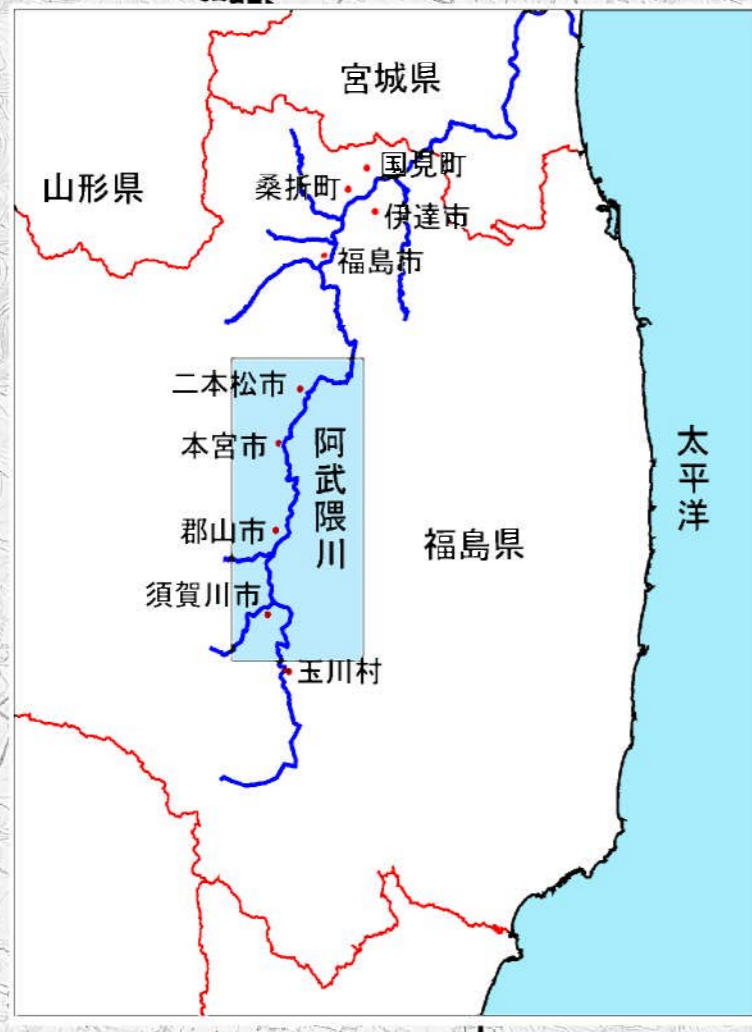 宮城県
国見町
山形県
桑折町
伊達市
福島市
二本松市
本宮市
阿武隈川
太平洋
郡山市
福島県
須賀川市
玉川村